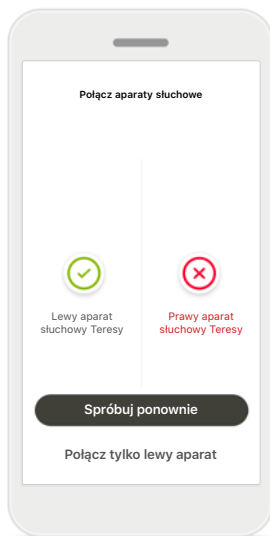 Połącz aparaty słuchowe
Lewy aparat
słuchowy Teresy
Prawy aparat
słuchowy Teresy
Spróbuj ponownie
Połącz tylko lewy aparat